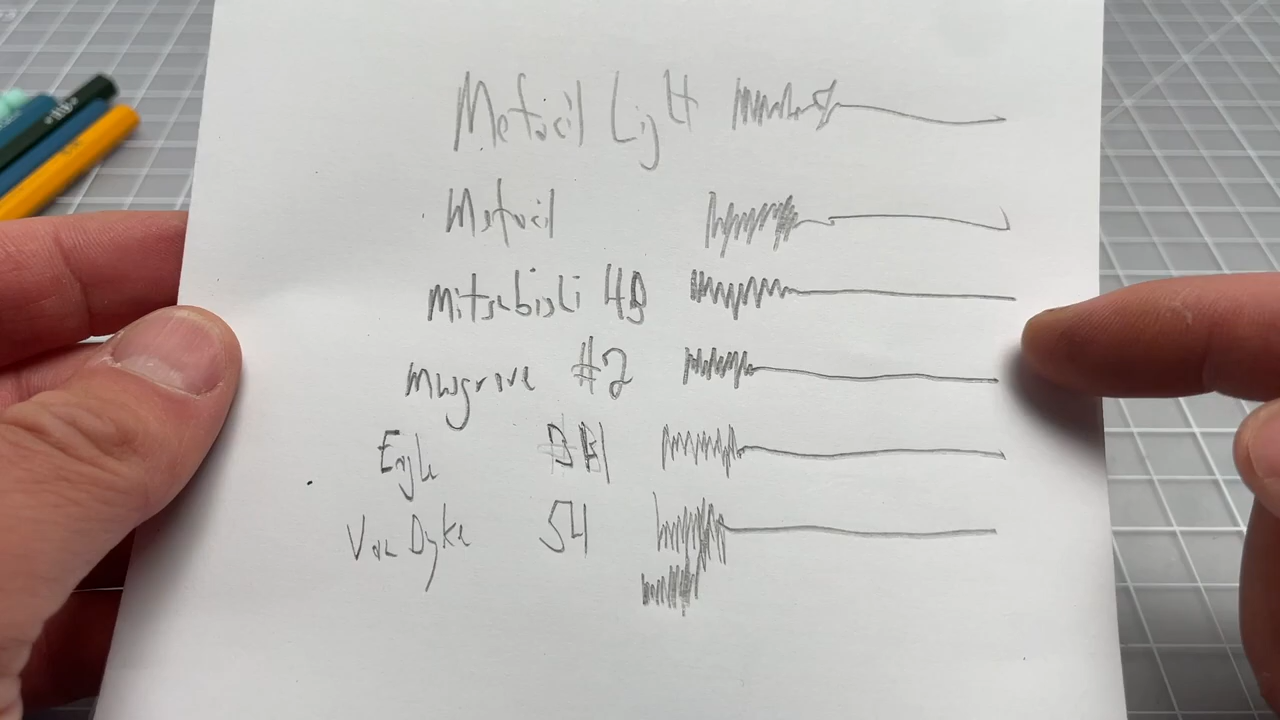 Metacil Light
Metacil
Mitsubishi 4B
Musgrave #2
Eagle
Van Dyke 54